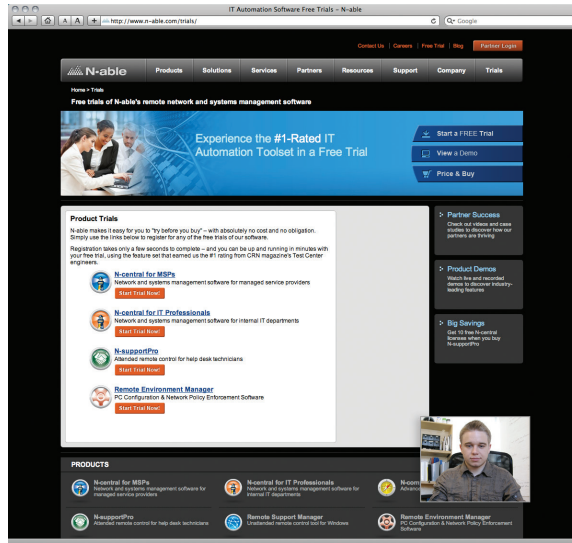 IT Automation Software Free Trials – N-able
A A + http://www.n-able.com/trials/ Google
Contact Us | Careers | Free Trial | Blog Partner Login
N-able Products Solutions Services Partners Resources Support Company Trials
Home > Trials
Free trials of N-able's remote network and systems management software
Experience the #1-Rated IT
Automation Toolset in a Free Trial
Start a FREE Trial
View a Demo
Price & Buy
Product Trials
N-able makes it easy for you to "try before you buy" – with absolutely no cost and no obligation.
Simply use the links below to register for any of the free trials of our software.
Registration takes only a few seconds to complete – and you can be up and running in minutes with
your free trial, using the feature set that earned us the #1 rating from CRN magazine's Test Center
engineers.
N-central for MSPs
Network and systems management software for managed service providers
Start Trial Now!
N-central for IT Professionals
Network and systems management software for internal IT departments
Start Trial Now!
N-supportPro
Attended remote control for help desk technicians
Start Trial Now!
Remote Environment Manager
PC Configuration & Network Policy Enforcement Software
Start Trial Now!
Partner Success
Check out videos and case
studies to discover how our
partners are thriving
Product Demos
Watch live and recorded
demos to discover industry-
leading features
Big Savings
Get 10 free N-central
licenses when you buy
N-supportPro
PRODUCTS
N-central for MSPs
Network and systems management software for
managed service providers
N-central for IT Professionals
Network and systems management software for
internal IT departments
N-com
Advanc
N-supportPro
Attended remote control for help desk technicians
Remote Support Manager
Unattended remote control tool for Windows
Remote Environment Manager
PC Configuration & Network Policy Enforcement
Software